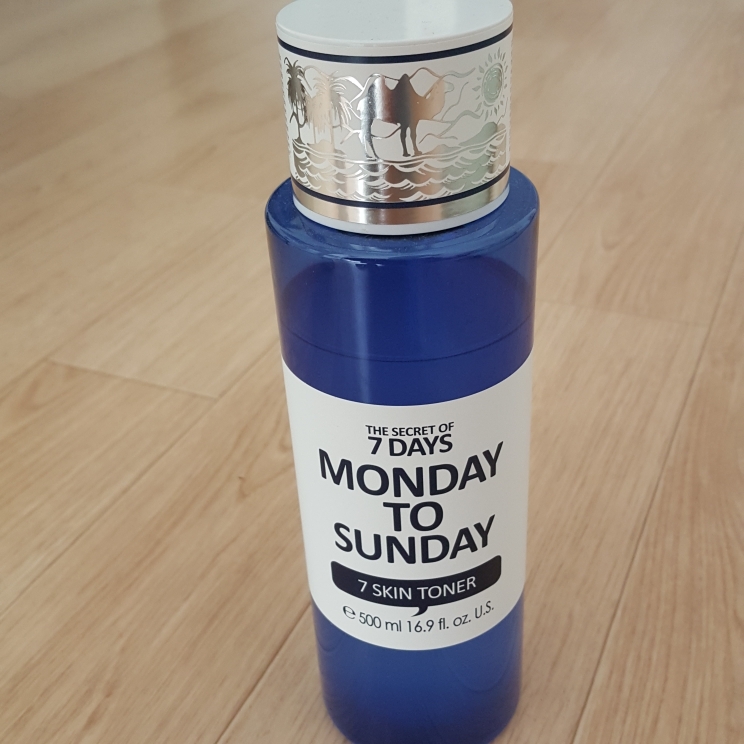 THE SECRET OF
7 DAYS
MONDAY
TO
SUNDAY
7 SKIN TONER
℮ 500 ml 16.9 fl. oz. U.S.